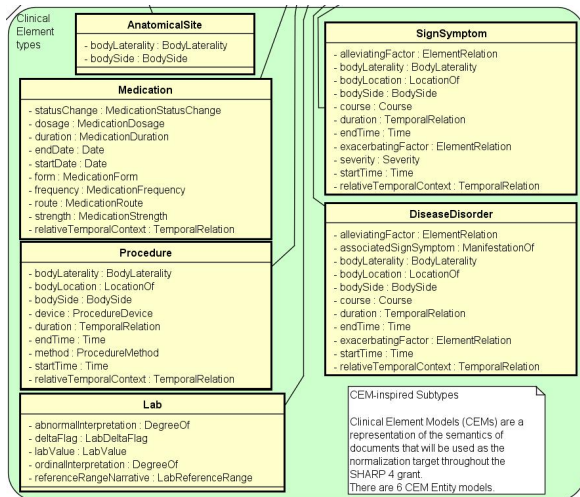 Clinical
Element
types
AnatomicalSite
- bodyLaterality : BodyLaterality
- bodySide : BodySide
Medication
- statusChange : MedicationStatusChange
- dosage : MedicationDosage
- duration : MedicationDuration
- endDate : Date
- startDate : Date
- form : MedicationForm
- frequency : MedicationFrequency
- route : MedicationRoute
- strength : MedicationStrength
- relativeTemporalContext : TemporalRelation
Procedure
- bodyLaterality : BodyLaterality
- bodyLocation : LocationOf
- bodySide : BodySide
- device : ProcedureDevice
- duration : TemporalRelation
- endTime : Time
- method : ProcedureMethod
- startTime : Time
- relativeTemporalContext : TemporalRelation
Lab
- abnormalInterpretation : DegreeOf
- deltaFlag : LabDeltaFlag
- labValue : LabValue
- ordinalInterpretation : DegreeOf
- referenceRangeNarrative : LabReferenceRange
SignSymptom
- alleviatingFactor : ElementRelation
- bodyLaterality : BodyLaterality
- bodyLocation : LocationOf
- bodySide : BodySide
- course : Course
- duration : TemporalRelation
- endTime : Time
- exacerbatingFactor : ElementRelation
- severity : Severity
- startTime : Time
- relativeTemporalContext : TemporalRelation
DiseaseDisorder
- alleviatingFactor : ElementRelation
- associatedSignSymptom : ManifestationOf
- bodyLaterality : BodyLaterality
- bodyLocation : LocationOf
- bodySide : BodySide
- course : Course
- duration : TemporalRelation
- endTime : Time
- exacerbatingFactor : ElementRelation
- startTime : Time
- relativeTemporalContext : TemporalRelation
CEM-inspired Subtypes
Clinical Element Models (CEMs) are a
representation of the semantics of
documents that will be used as the
normalization target throughout the
SHARP 4 grant.
There are 6 CEM Entity models.